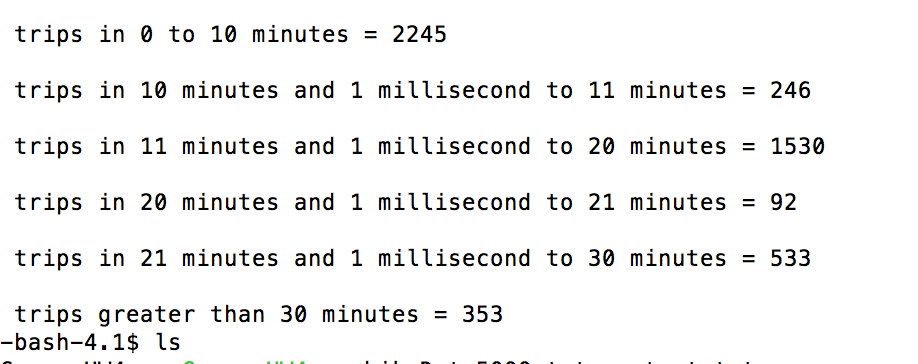 trips in 0 to 10 minutes = 2245
trips in 10 minutes and 1 millisecond to 11 minutes = 246
trips in 11 minutes and 1 millisecond to 20 minutes = 1530
trips in 20 minutes and 1 millisecond to 21 minutes = 92
trips in 21 minutes and 1 millisecond to 30 minutes = 533
trips greater than 30 minutes = 353
-bash-4.1$ ls